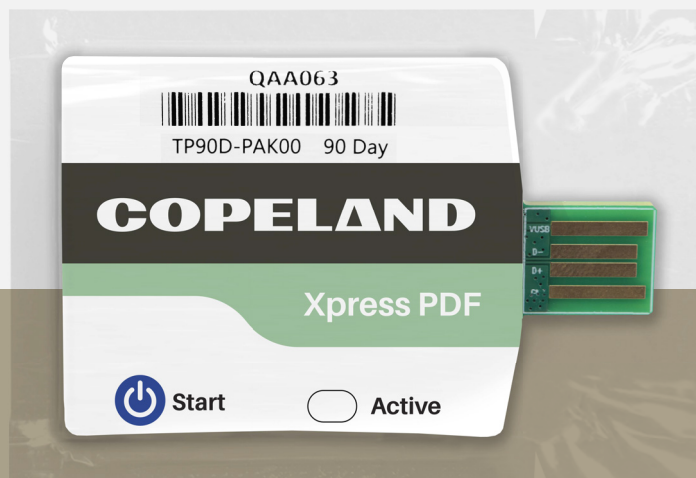 QAA063
TP90D-PAK00 90 Day
COPELAND
Xpress PDF
Start
Active
VUSB
D-
D+